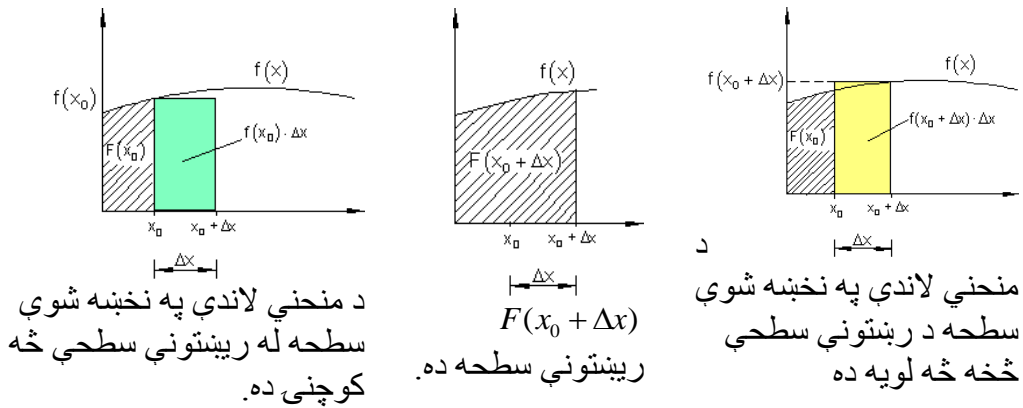 f(x)
f(x₀)
F(x₀)
f(x₀) · Δx
x₀ x₀ + Δx
Δx
د منحني لاندې په نخښه شوې
سطحه له ريښتونې سطحې څه
كوچنۍ ده.
f(x)
F(x₀ + Δx)
x₀ x₀ + Δx
Δx
F(x₀ + Δx)
ريښتونې سطحه ده.
f(x₀ + Δx)
f(x)
F(x₀)
f(x₀ + Δx) · Δx
x₀ x₀ + Δx
Δx
د
منحني لاندې په نخښه شوې
سطحه د رښتونې سطحې
څخه څه لويه ده